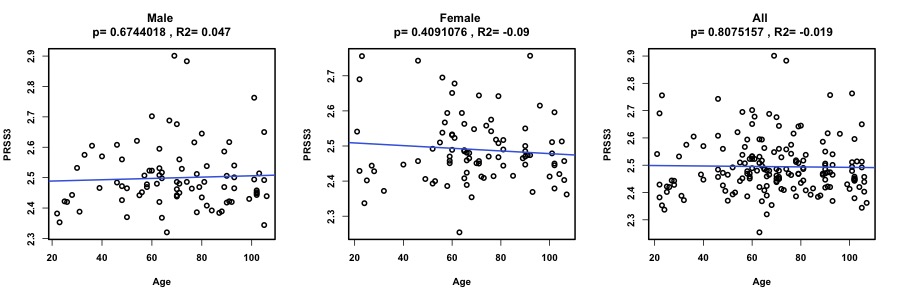 Male
p= 0.6744018 , R2= 0.047
PRSS3
2.9
2.8
2.7
2.6
2.5
2.4
2.3
20 40 60 80 100
Age
Female
p= 0.4091076 , R2= -0.09
PRSS3
2.7
2.6
2.5
2.4
2.3
20 40 60 80 100
Age
All
p= 0.8075157 , R2= -0.019
PRSS3
2.9
2.8
2.7
2.6
2.5
2.4
2.3
20 40 60 80 100
Age